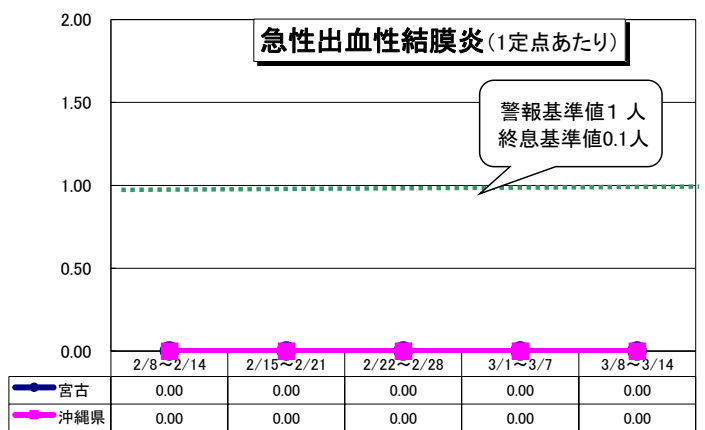 急性出血性結膜炎(1定点あたり)
警報基準値1 人
終息基準値0.1人
2.00
1.50
1.00
0.50
0.00
2/8～2/14 2/15～2/21 2/22～2/28 3/1～3/7 3/8～3/14
宮古 0.00 0.00 0.00 0.00 0.00
沖縄県 0.00 0.00 0.00 0.00 0.00